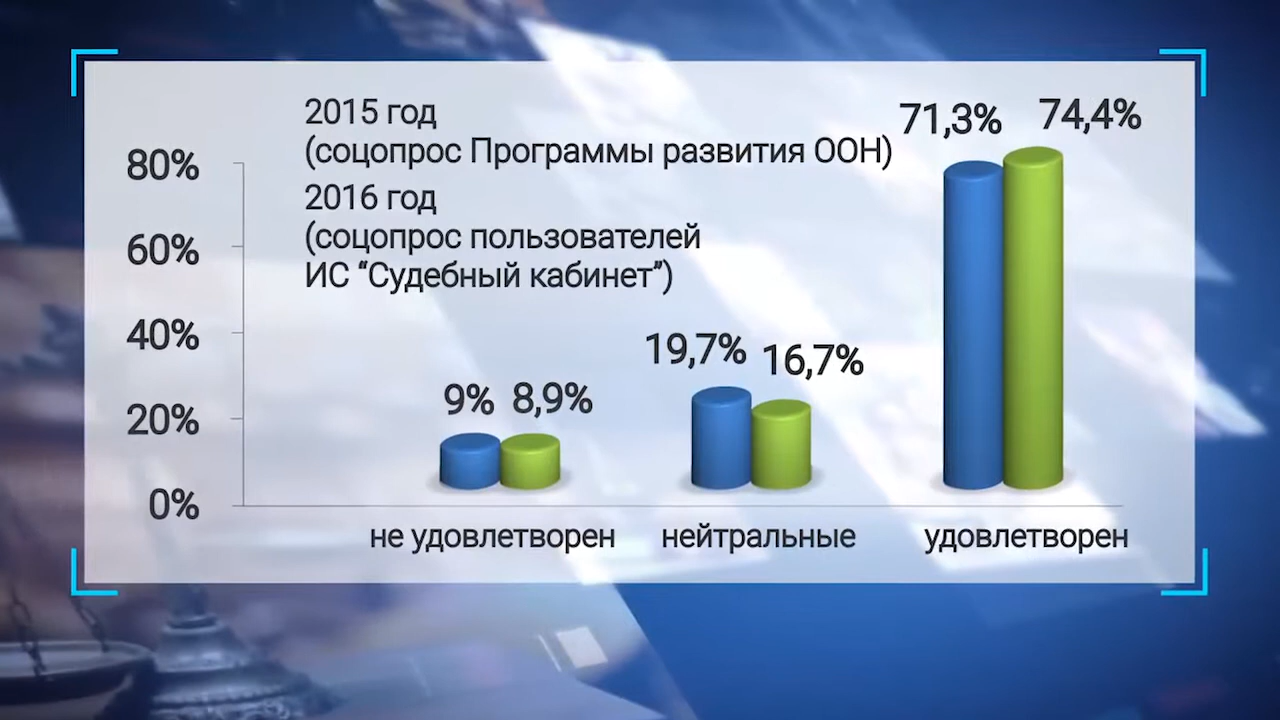 2015 год
(соцопрос Программы развития ООН)
2016 год
(соцопрос пользователей
ИС “Судебный кабинет”)
71,3% 74,4%
80%
60%
40%
20%
0%
9% 8,9%
19,7% 16,7%
не удовлетворен нейтральные удовлетворен